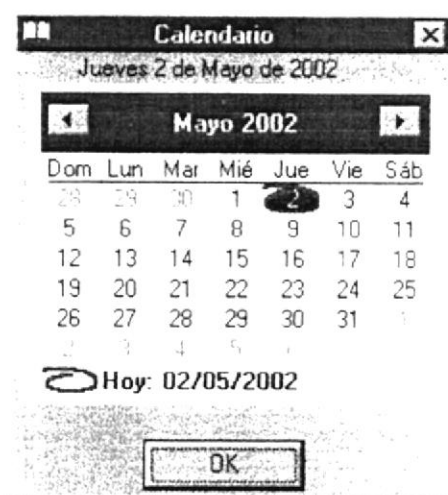 Calendario
Jueves 2 de Mayo de 2002
Mayo 2002
Dom Lun Mar Mié Jue Vie Sáb
28 29 30 1 2 3 4
5 6 7 8 9 10 11
12 13 14 15 16 17 18
19 20 21 22 23 24 25
26 27 28 29 30 31 1
2 3 4 5
Hoy: 02/05/2002
OK